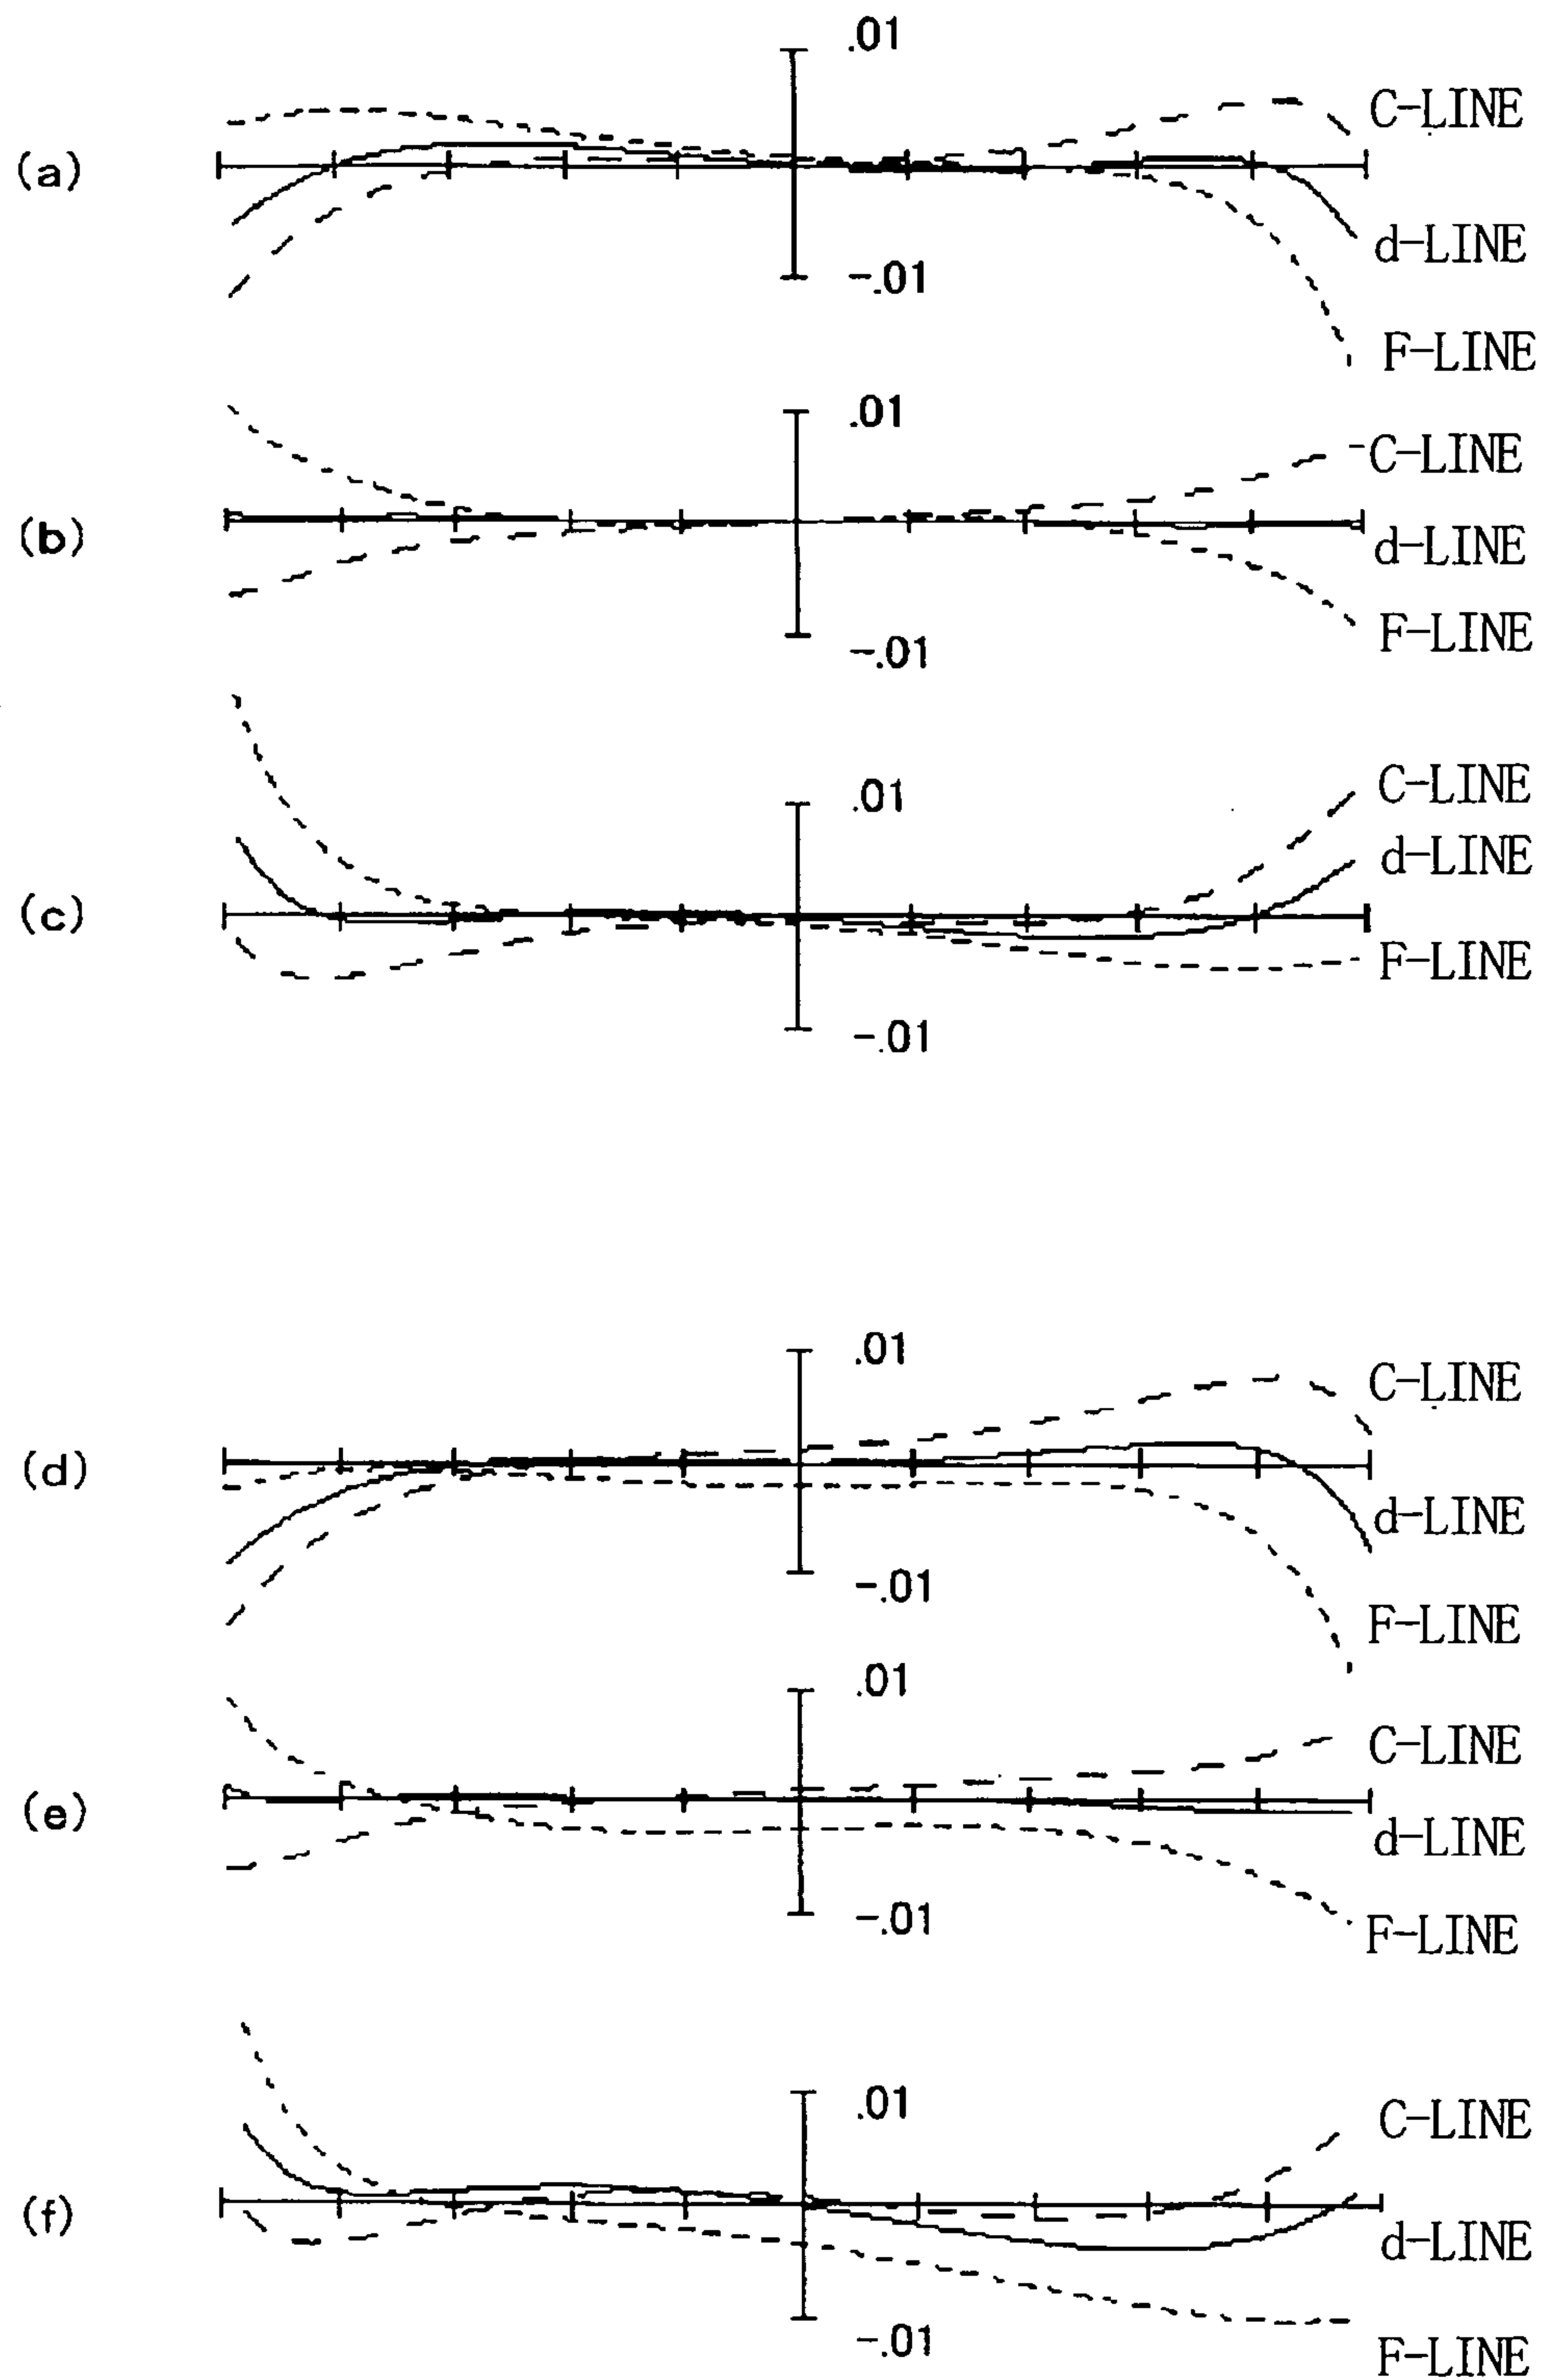 .01
C-LINE
(a)
d-LINE
-.01
F-LINE
.01
C-LINE
(b)
d-LINE
-.01
F-LINE
.01
C-LINE
d-LINE
(c)
F-LINE
-.01
.01
C-LINE
(d)
d-LINE
-.01
F-LINE
.01
C-LINE
(e)
d-LINE
-.01
F-LINE
.01
C-LINE
(f)
d-LINE
-.01
F-LINE